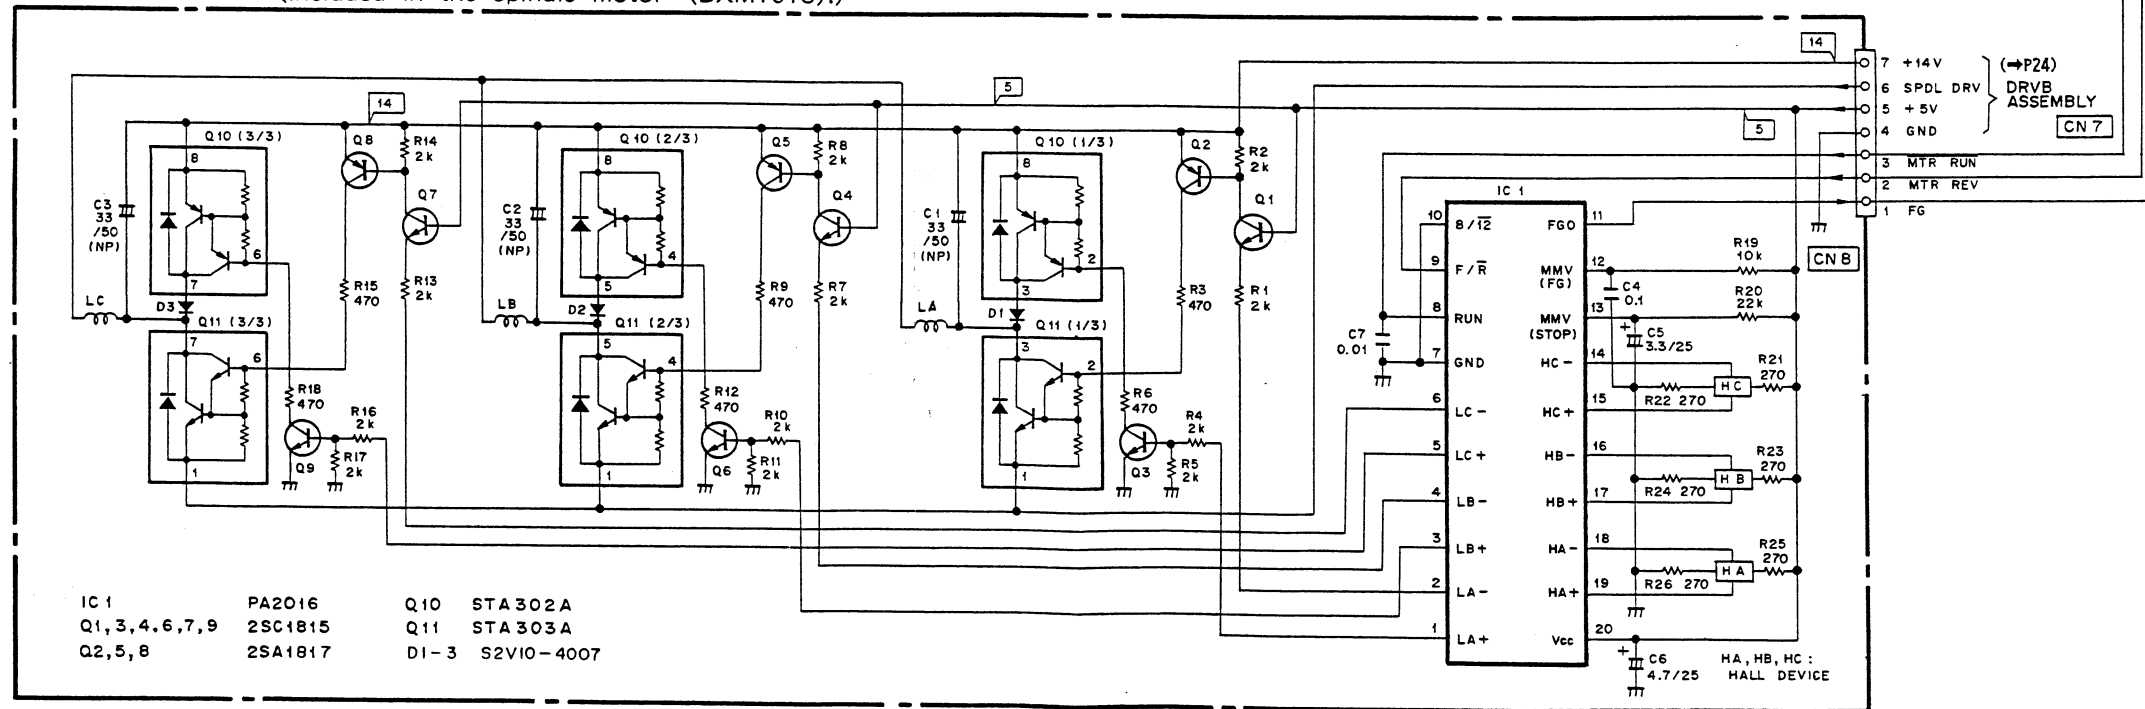 14
7 +14V
(→P24)
6 SPDL DRV
DRVB
ASSEMBLY
5 +5V
4 GND
CN 7
3 MTR RUN
2 MTR REV
1 FG
CN 8
14
5
5
Q10 (3/3)
8
Q8
R14
2k
Q7
C3
33
/50
(NP)
6
7
R15
470
R13
2k
LC
D3
Q11 (3/3)
7
6
R18
470
R16
2k
1
Q9
R17
2k
Q10 (2/3)
8
Q5
R8
2k
Q4
C2
33
/50
(NP)
4
5
R9
470
R7
2k
LB
D2
Q11 (2/3)
5
4
R12
470
R10
2k
1
Q6
R11
2k
Q10 (1/3)
8
Q2
R2
2k
Q1
C1
33
/50
(NP)
2
3
R3
470
R1
2k
LA
D1
Q11 (1/3)
3
2
R6
470
R4
2k
1
Q3
R5
2k
IC 1
10 8/12
9 F/R
8 RUN
7 GND
6 LC-
5 LC+
4 LB-
3 LB+
2 LA-
1 LA+
C7
0.01
FGO 11
MMV
(FG) 12
MMV
(STOP) 13
HC- 14
HC+ 15
HB- 16
HB+ 17
HA- 18
HA+ 19
Vcc 20
R19
10k
C4
0.1
R20
22k
+ C5
3.3/25
R21
270
HC
R22 270
R23
270
HB
R24 270
R25
270
HA
R26 270
+ C6
4.7/25
HA, HB, HC :
HALL DEVICE
IC 1 PA2016 Q10 STA302A
Q1,3,4.6,7,9 2SC1815 Q11 STA303A
Q2,5,8 2SA1817 D1-3 S2V10-4007